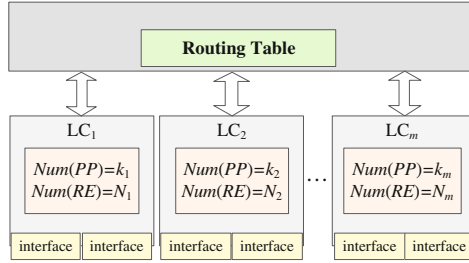 Routing Table
LC1 LC2 LCm
Num(PP)=k1 Num(PP)=k2 Num(PP)=km
Num(RE)=N1 Num(RE)=N2 ... Num(RE)=Nm
interface interface interface interface interface interface